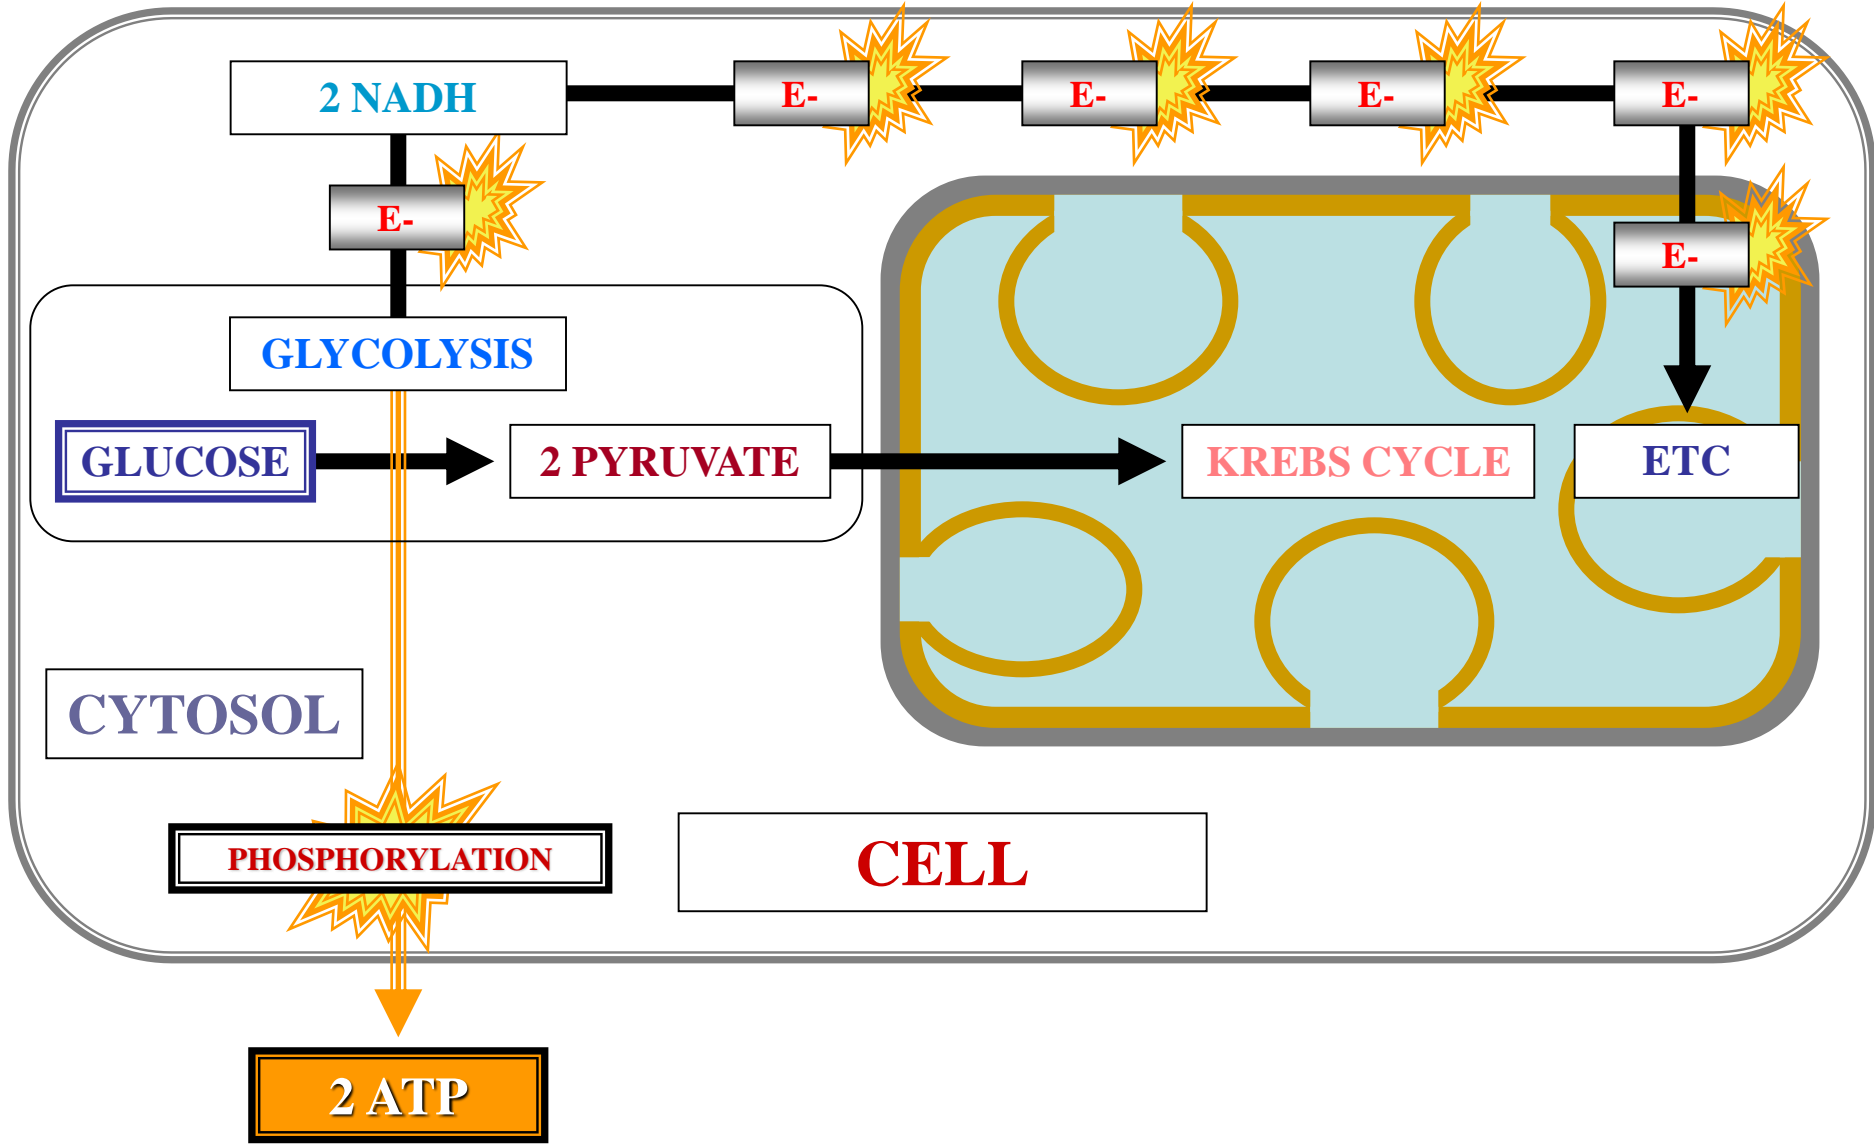 2 NADH
E-
E-
E-
E-
E-
E-
GLYCOLYSIS
GLUCOSE
2 PYRUVATE
KREBS CYCLE
ETC
CYTOSOL
PHOSPHORYLATION
CELL
2 ATP